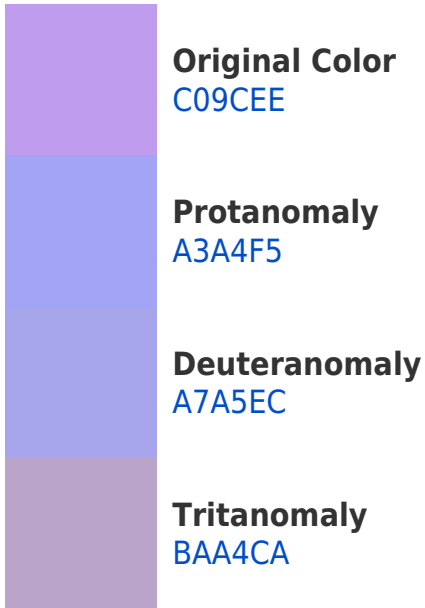 Original Color
C09CEE
Protanomaly
A3A4F5
Deuteranomaly
A7A5EC
Tritanomaly
BAA4CA